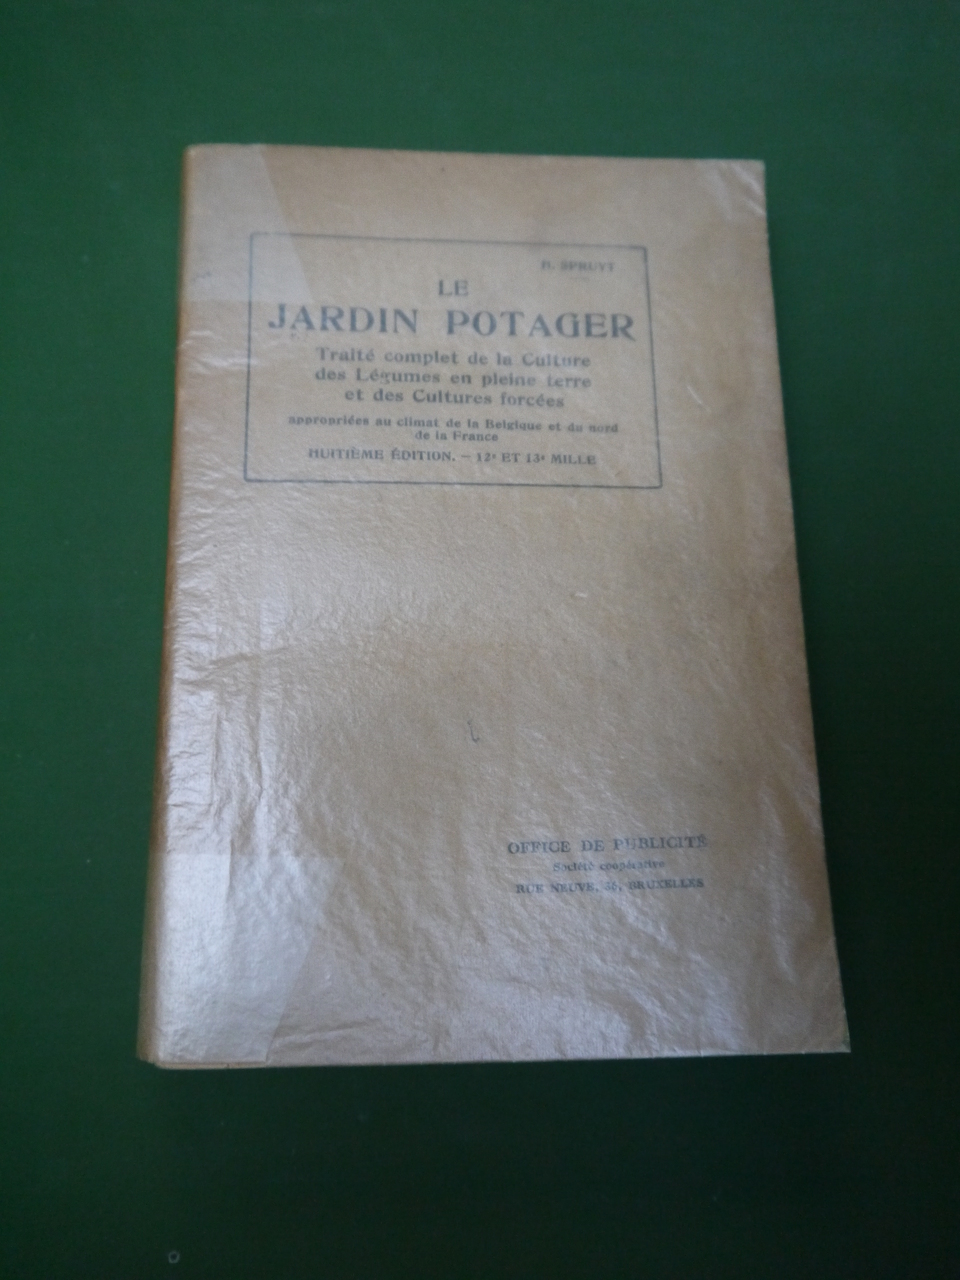 B. SPRUYT
LE
JARDIN POTAGER
Traité complet de la Culture
des Légumes en pleine terre
et des Cultures forcées
appropriées au climat de la Belgique et du nord
de la France
HUITIÈME ÉDITION. – 12e ET 13e MILLE
OFFICE DE PUBLICITÉ
Société coopérative
RUE NEUVE, BRUXELLES